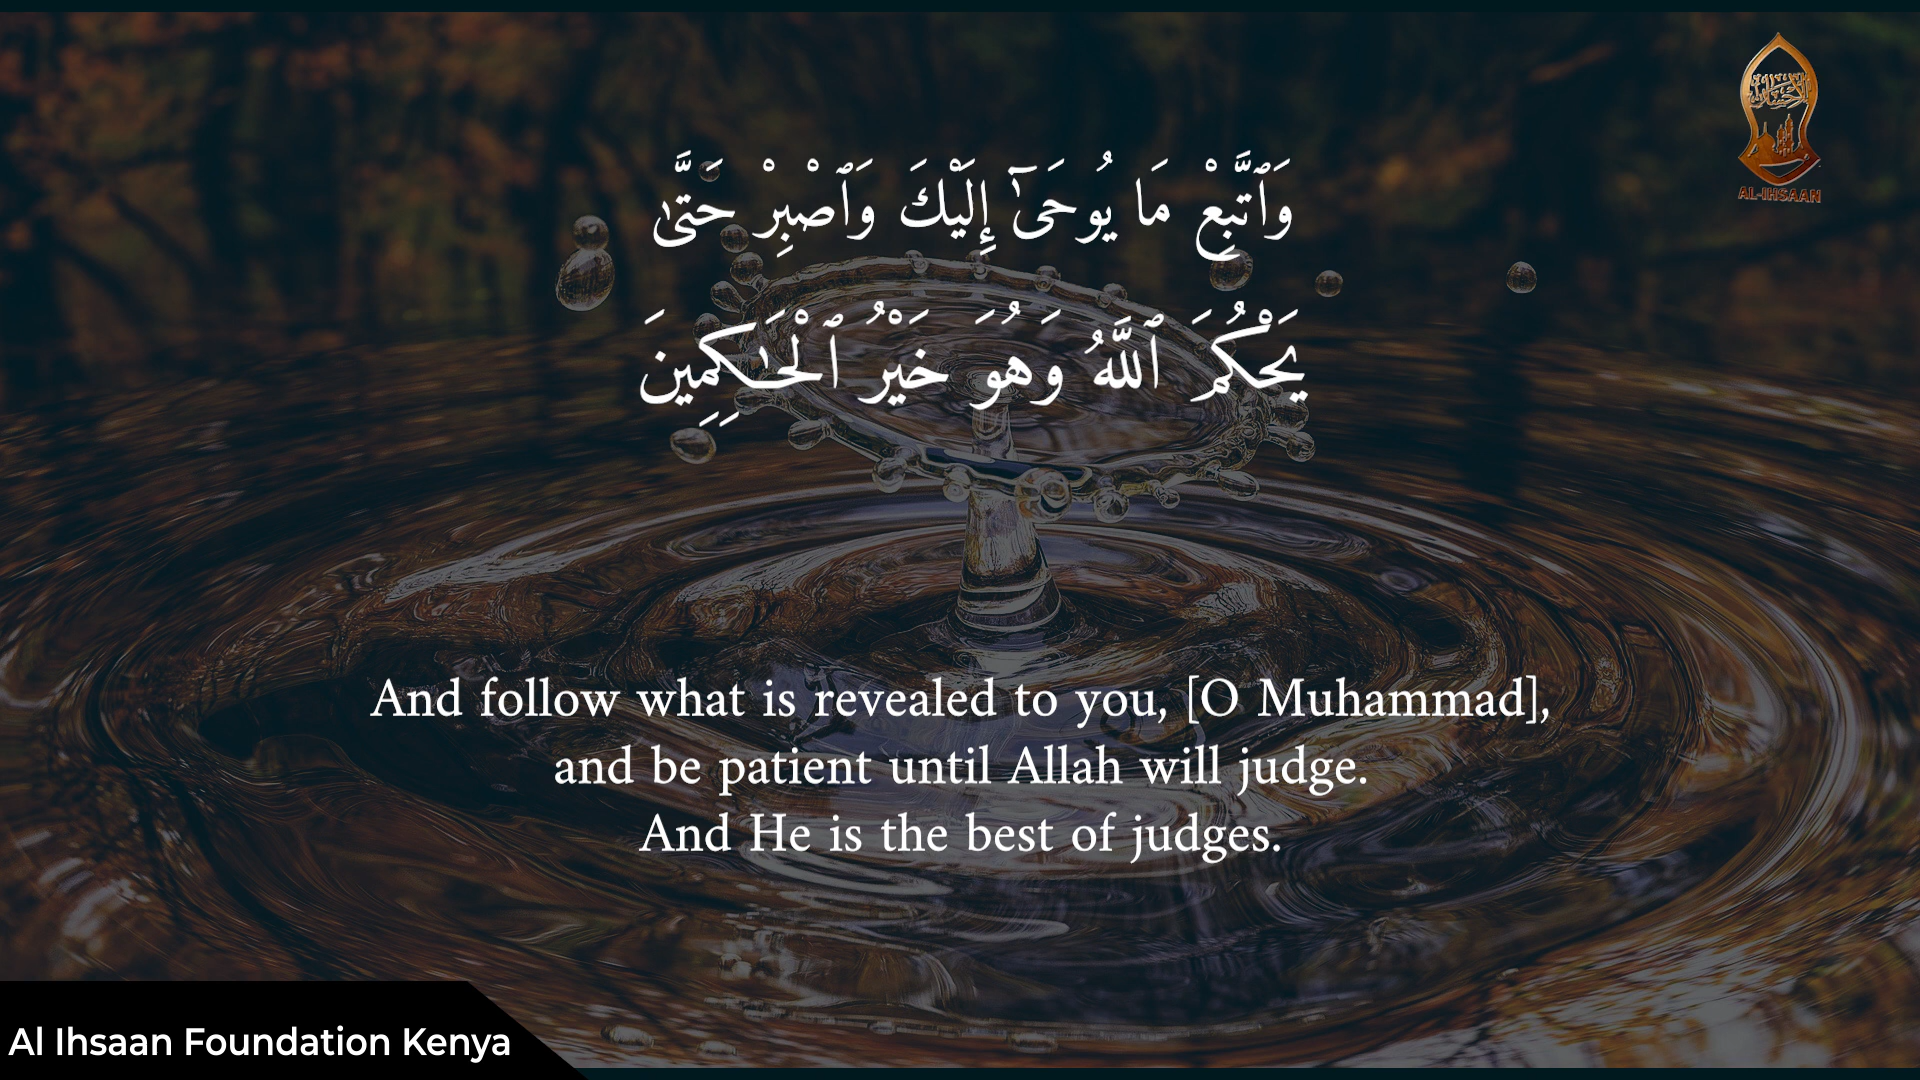 وَٱتَّبِعْ مَا يُوحَىٰٓ إِلَيْكَ وَٱصْبِرْ حَتَّىٰ
يَحْكُمَ ٱللَّهُ وَهُوَ خَيْرُ ٱلْحَـٰكِمِينَ
And follow what is revealed to you, [O Muhammad],
and be patient until Allah will judge.
And He is the best of judges.
الإحسان
AL-IHSAAN
Al Ihsaan Foundation Kenya